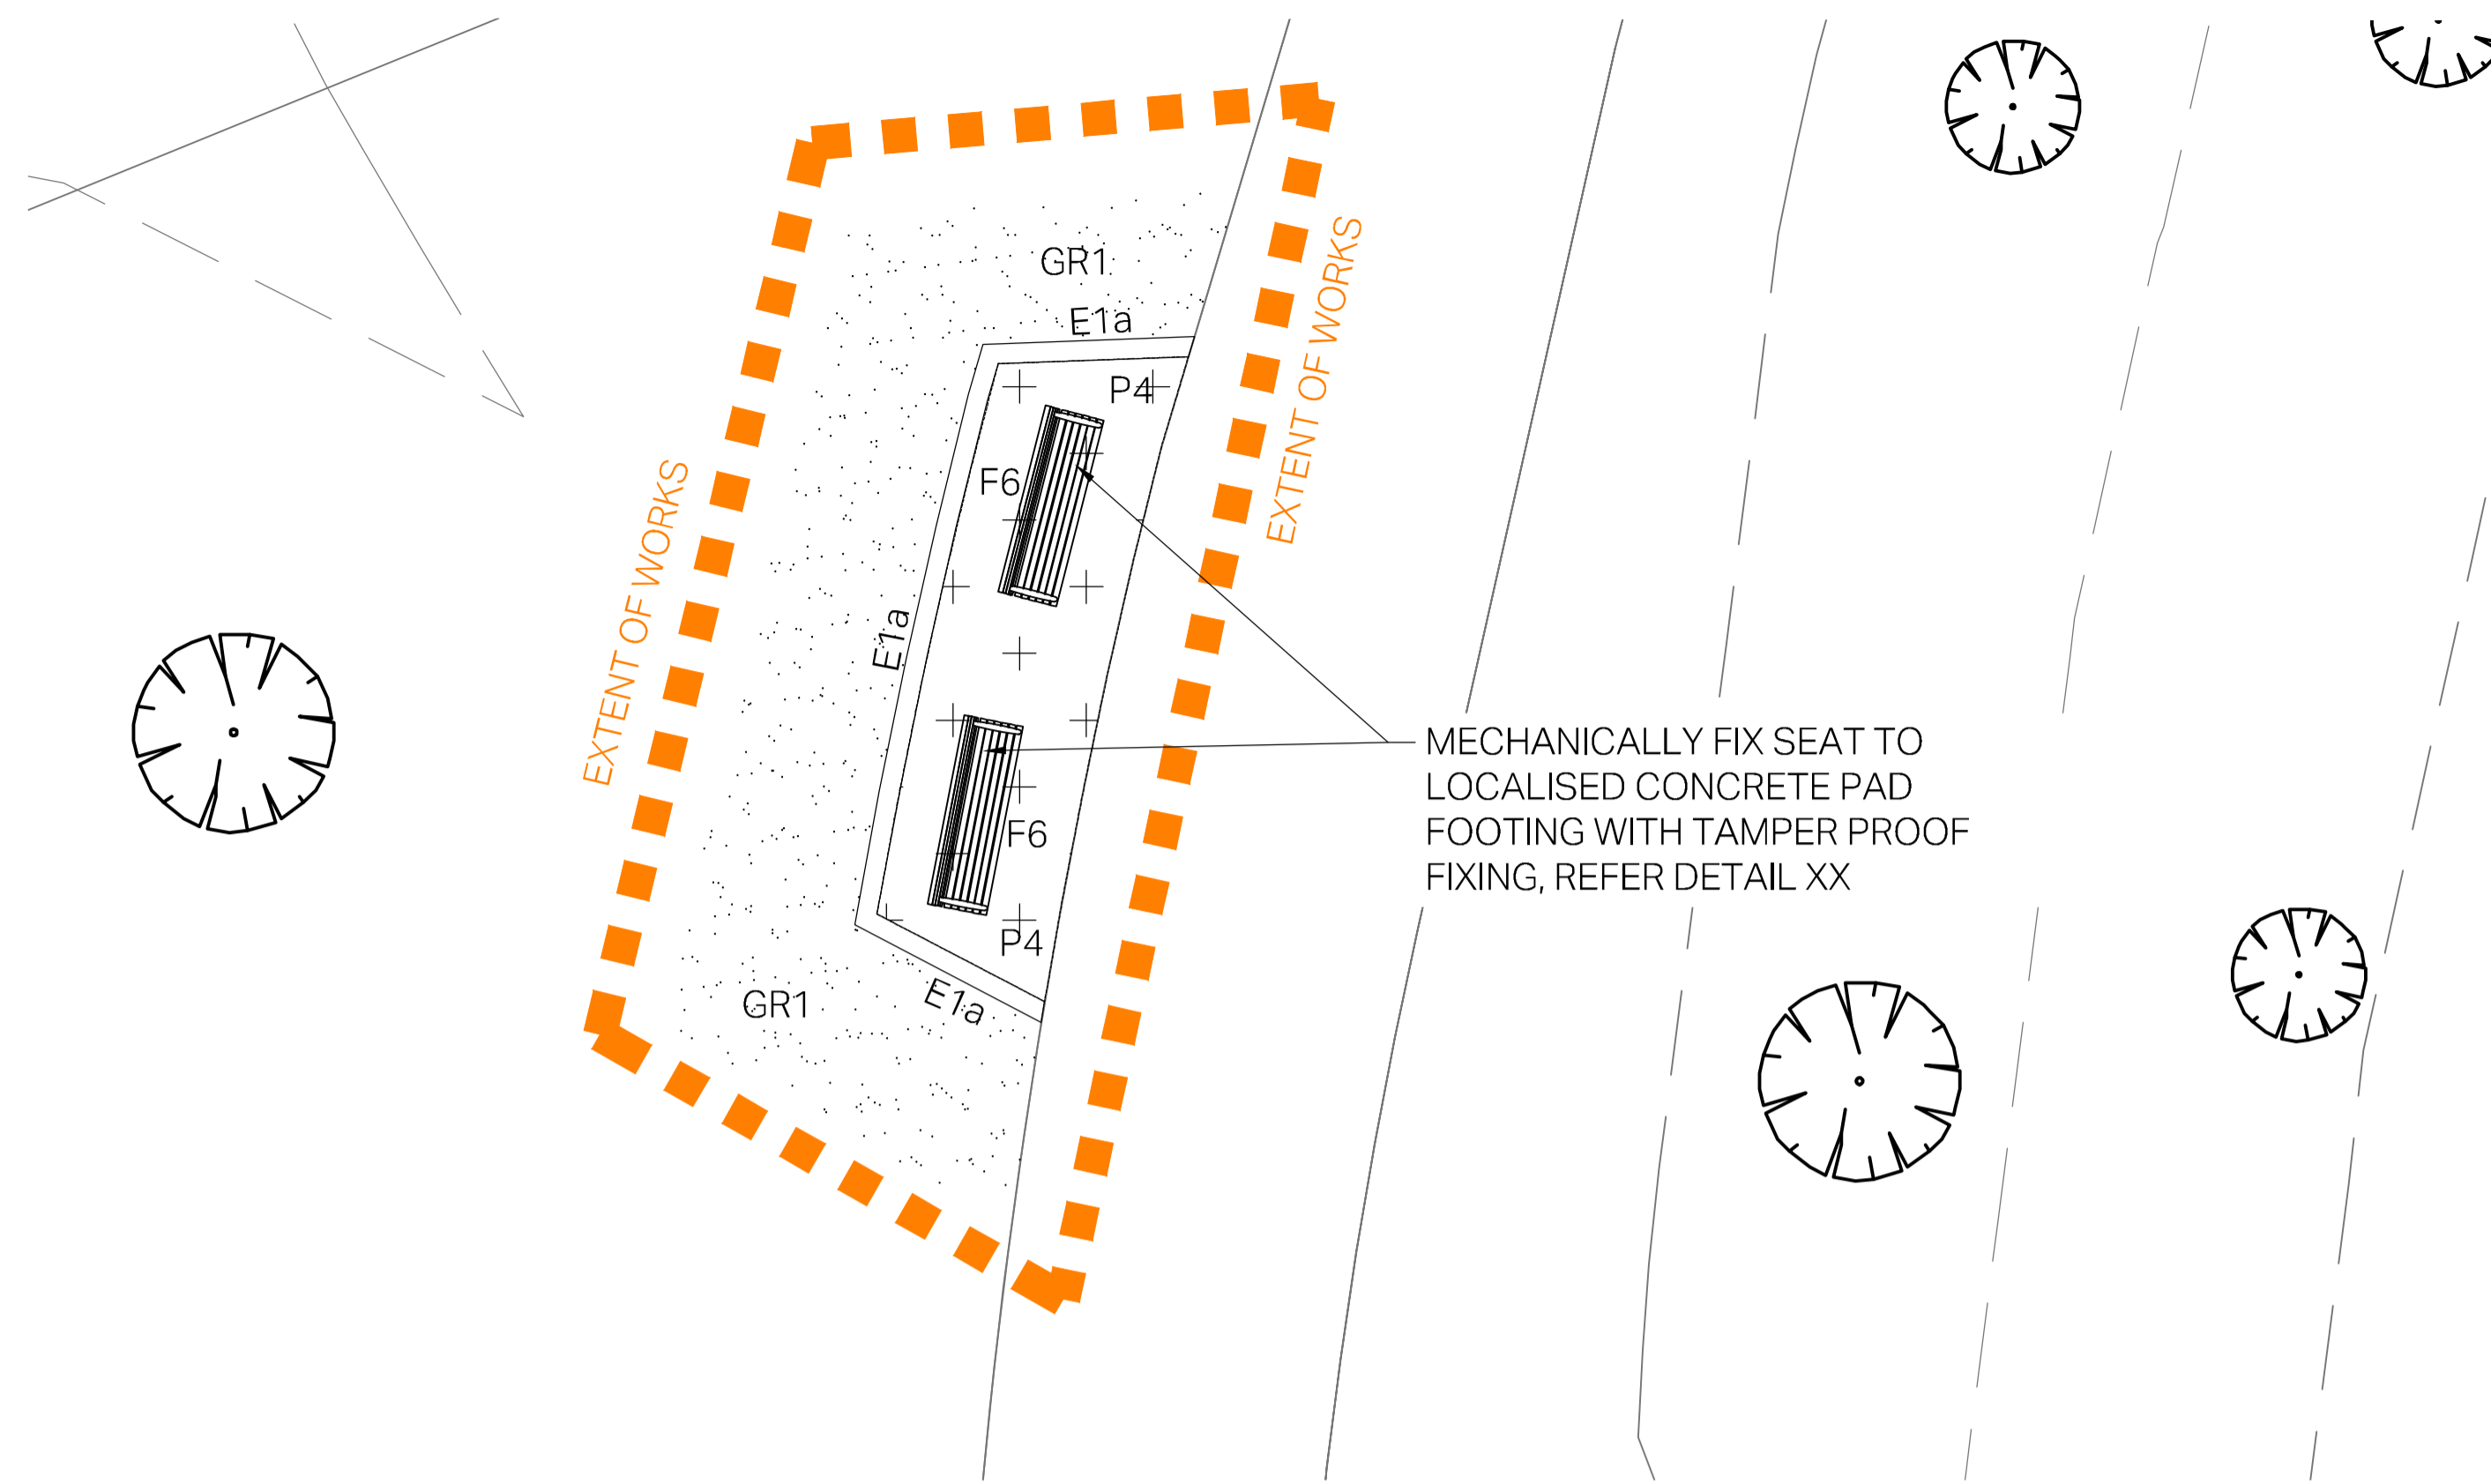 GR1
E1a
P4
EXTENT OF WORKS
F6
EXTENT OF WORKS
E1a
MECHANICALLY FIX SEAT TO
LOCALISED CONCRETE PAD
FOOTING WITH TAMPER PROOF
FIXING, REFER DETAIL XX
F6
P4
GR1
E1a